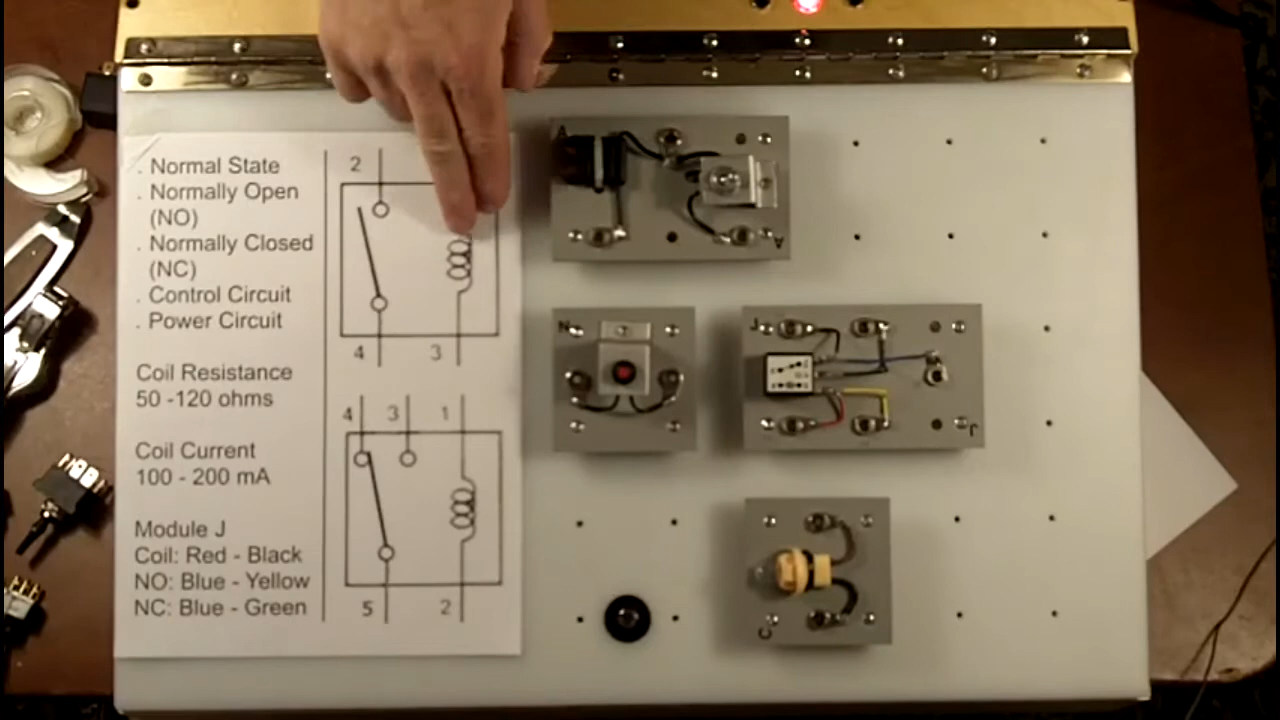 . Normal State
. Normally Open
(NO)
. Normally Closed
(NC)
. Control Circuit
. Power Circuit
Coil Resistance
50 -120 ohms
Coil Current
100 - 200 mA
Module J
Coil: Red - Black
NO: Blue - Yellow
NC: Blue - Green
2
4
3
4
3
1
5
2
A
A
N
J
J
C